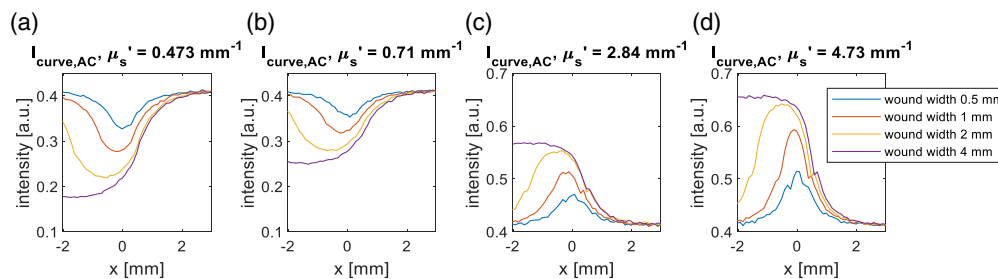 (a)
I_curve,AC, μ_s' = 0.473 mm⁻¹
intensity [a.u.]
0.4
0.3
0.2
0.1
-2
0
2
x [mm]
(b)
I_curve,AC, μ_s' = 0.71 mm⁻¹
intensity [a.u.]
0.4
0.3
0.2
0.1
-2
0
2
x [mm]
(c)
I_curve,AC, μ_s' = 2.84 mm⁻¹
intensity [a.u.]
0.7
0.6
0.5
0.4
-2
0
2
x [mm]
(d)
I_curve,AC, μ_s' = 4.73 mm⁻¹
intensity [a.u.]
0.7
0.6
0.5
0.4
-2
0
2
x [mm]
wound width 0.5 mm
wound width 1 mm
wound width 2 mm
wound width 4 mm